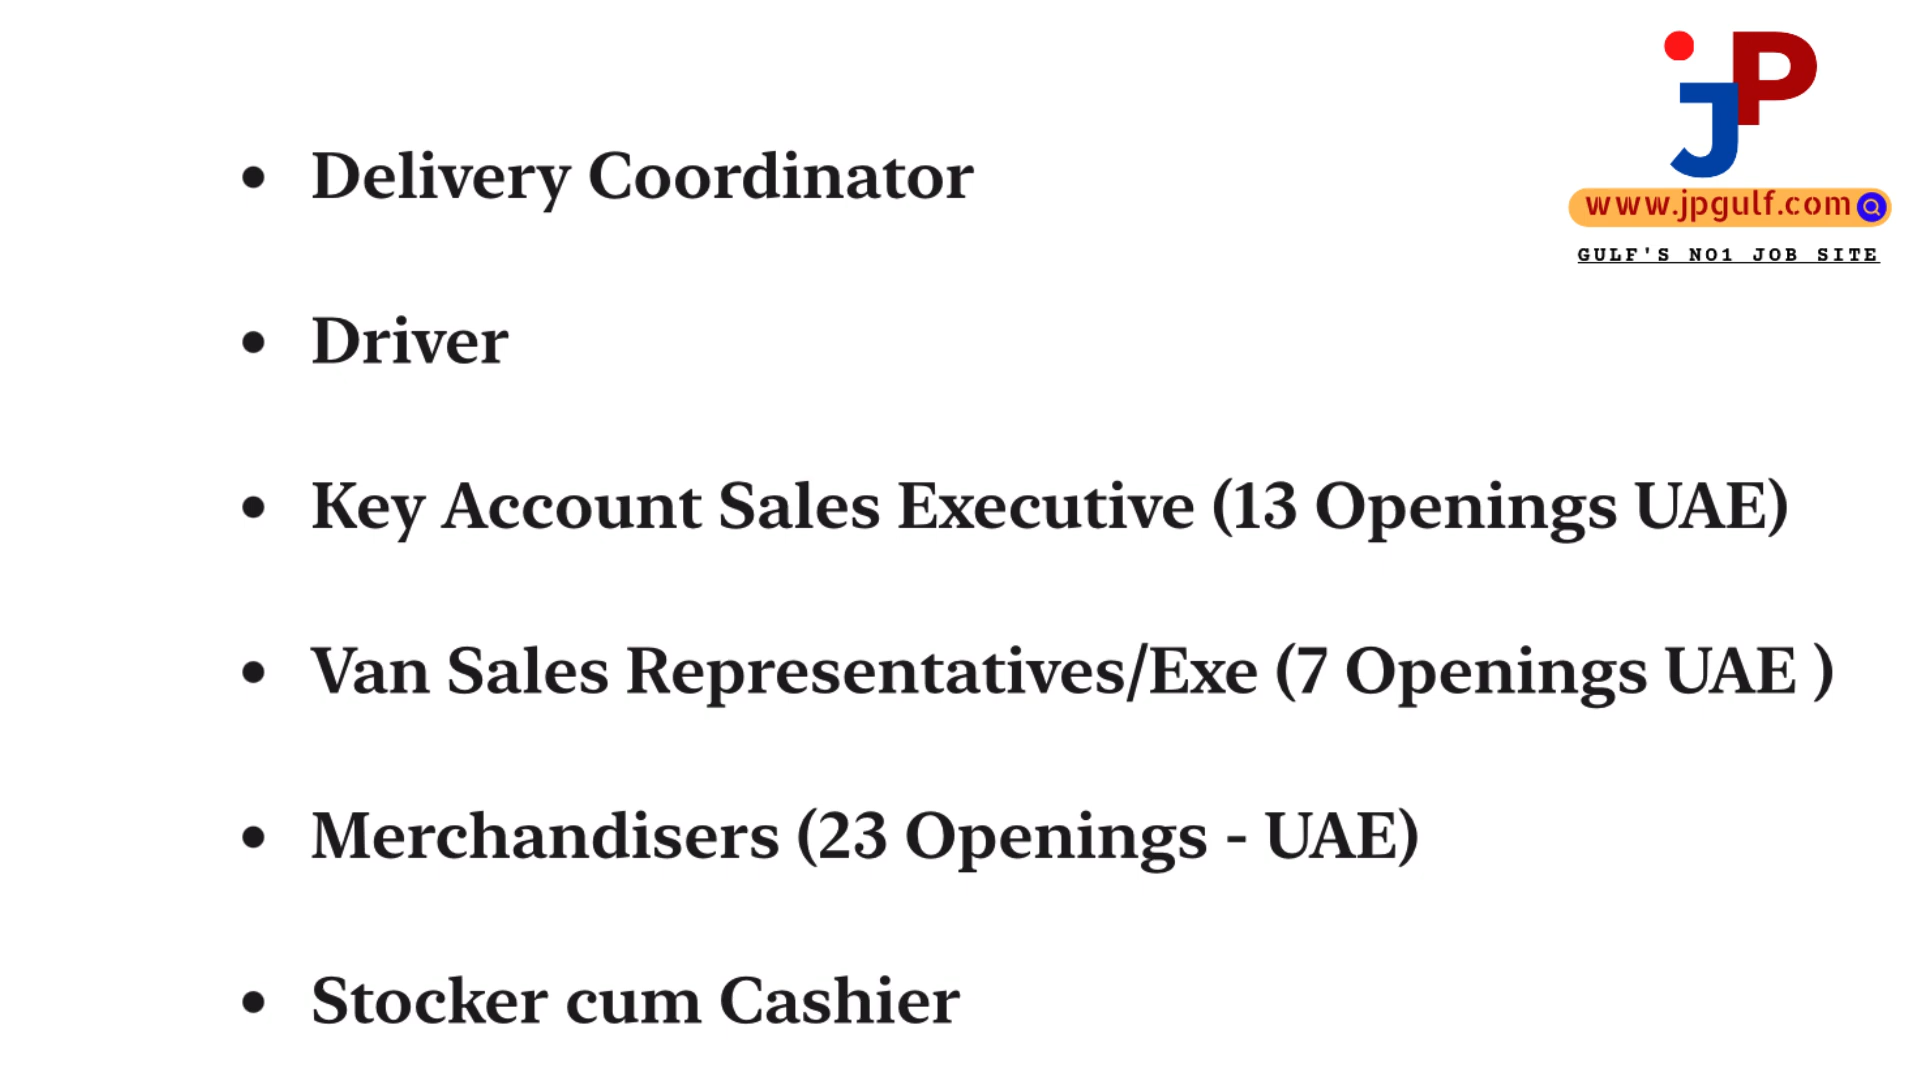 JP
www.jpgulf.com
GULF'S NO1 JOB SITE
• Delivery Coordinator
• Driver
• Key Account Sales Executive (13 Openings UAE)
• Van Sales Representatives/Exe (7 Openings UAE )
• Merchandisers (23 Openings - UAE)
• Stocker cum Cashier